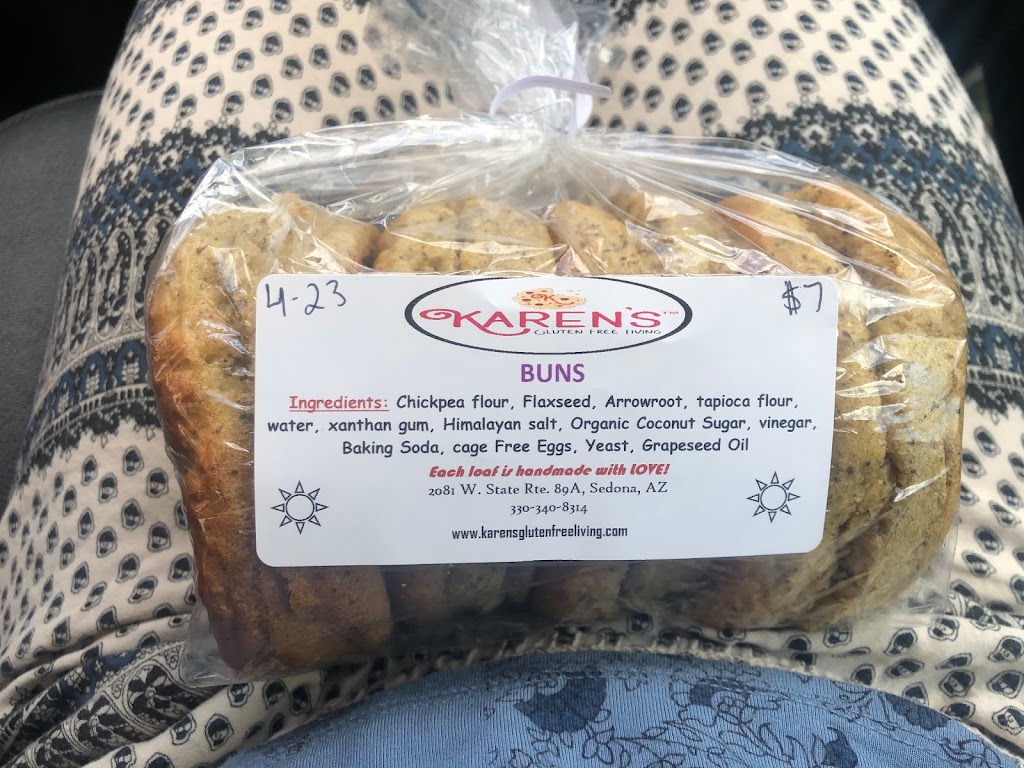 4-23
$7
KAREN'S™
GLUTEN FREE LIVING
BUNS
Ingredients: Chickpea flour, Flaxseed, Arrowroot, tapioca flour,
water, xanthan gum, Himalayan salt, Organic Coconut Sugar, vinegar,
Baking Soda, cage Free Eggs, Yeast, Grapeseed Oil
Each loaf is handmade with LOVE!
2081 W. State Rte. 89A, Sedona, AZ
330-340-8314
www.karensglutenfreeliving.com